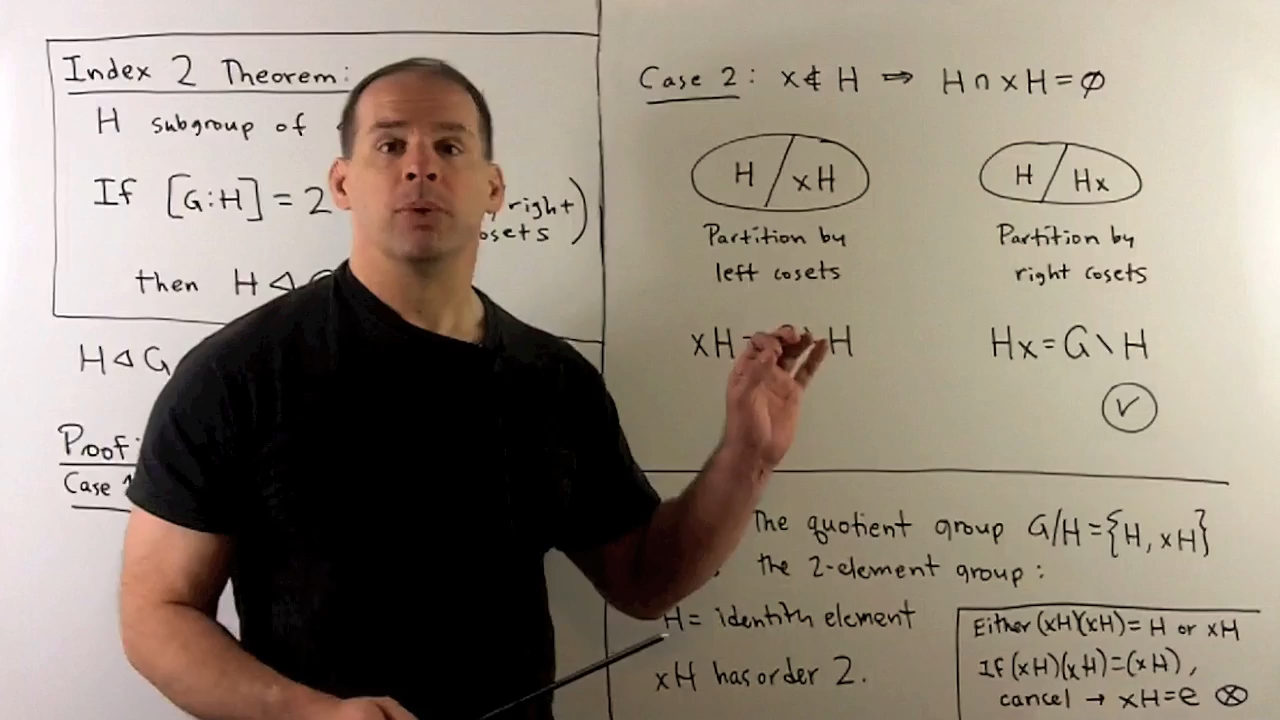 Index 2 Theorem:
H subgroup of
If [G:H] = 2
right)
osets
then H ⊲
H ⊲ G
Proof:
Case 1
Case 2: x ∉ H ⇒ H ∩ xH = ∅
H / xH
Partition by
left cosets
xH = \ H
H / Hx
Partition by
right cosets
Hx = G \ H
✓
The quotient group G/H = {H, xH}
the 2-element group:
H = identity element
xH has order 2.
Either (xH)(xH) = H or xH
If (xH)(xH) = (xH),
cancel → xH = e ⊗